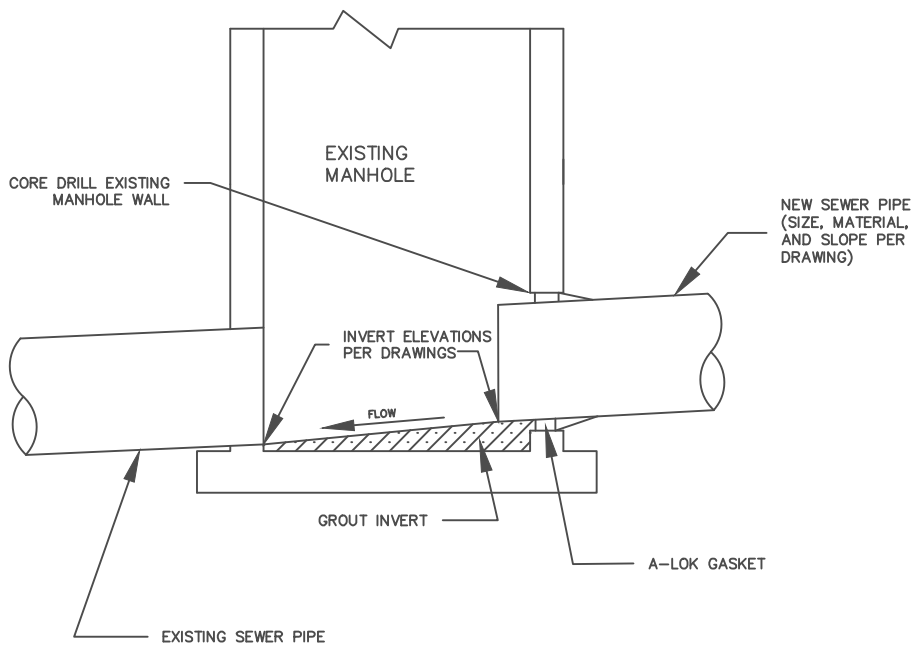 EXISTING
MANHOLE
CORE DRILL EXISTING
MANHOLE WALL
NEW SEWER PIPE
(SIZE, MATERIAL,
AND SLOPE PER
DRAWING)
INVERT ELEVATIONS
PER DRAWINGS
FLOW
GROUT INVERT
A-LOK GASKET
EXISTING SEWER PIPE